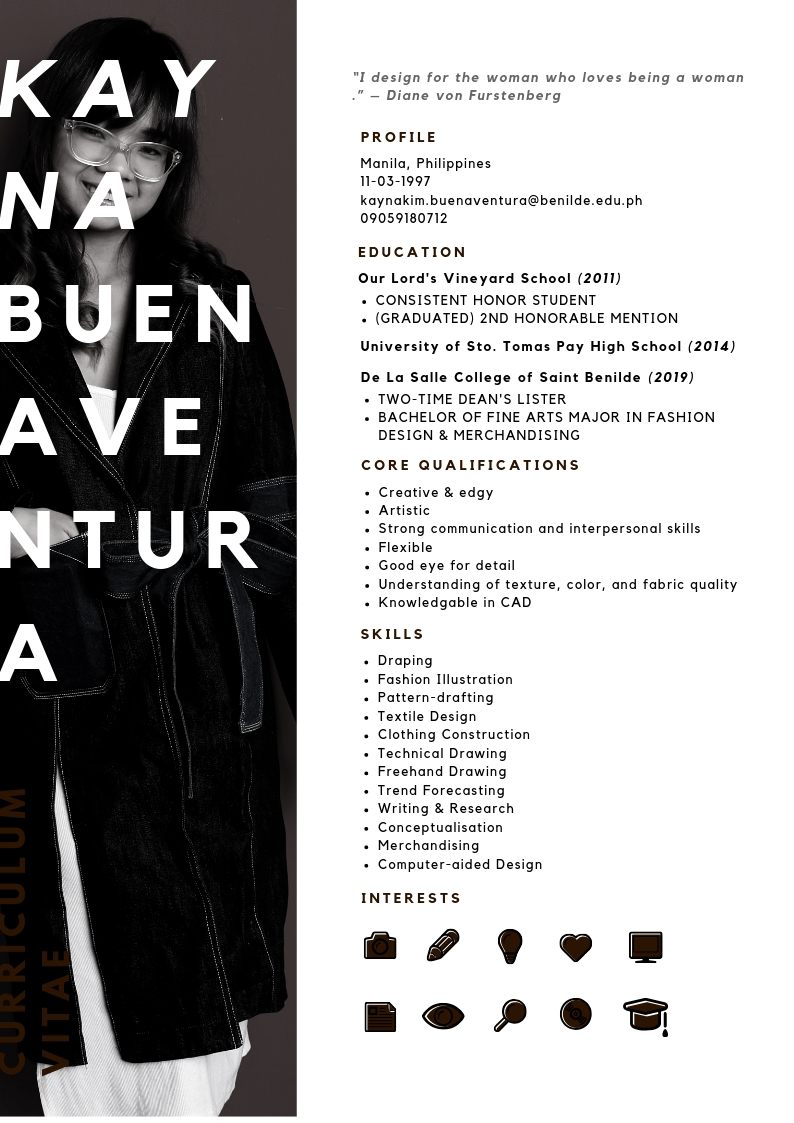 KAY
NA
BUEN
AVE
NTUR
A
CURRICULUM
VITAE
"I design for the woman who loves being a woman
.” — Diane von Furstenberg
PROFILE
Manila, Philippines
11-03-1997
kaynakim.buenaventura@benilde.edu.ph
09059180712
EDUCATION
Our Lord's Vineyard School (2011)
• CONSISTENT HONOR STUDENT
• (GRADUATED) 2ND HONORABLE MENTION
University of Sto. Tomas Pay High School (2014)
De La Salle College of Saint Benilde (2019)
• TWO-TIME DEAN'S LISTER
• BACHELOR OF FINE ARTS MAJOR IN FASHION
DESIGN & MERCHANDISING
CORE QUALIFICATIONS
• Creative & edgy
• Artistic
• Strong communication and interpersonal skills
• Flexible
• Good eye for detail
• Understanding of texture, color, and fabric quality
• Knowledgable in CAD
SKILLS
• Draping
• Fashion Illustration
• Pattern-drafting
• Textile Design
• Clothing Construction
• Technical Drawing
• Freehand Drawing
• Trend Forecasting
• Writing & Research
• Conceptualisation
• Merchandising
• Computer-aided Design
INTERESTS